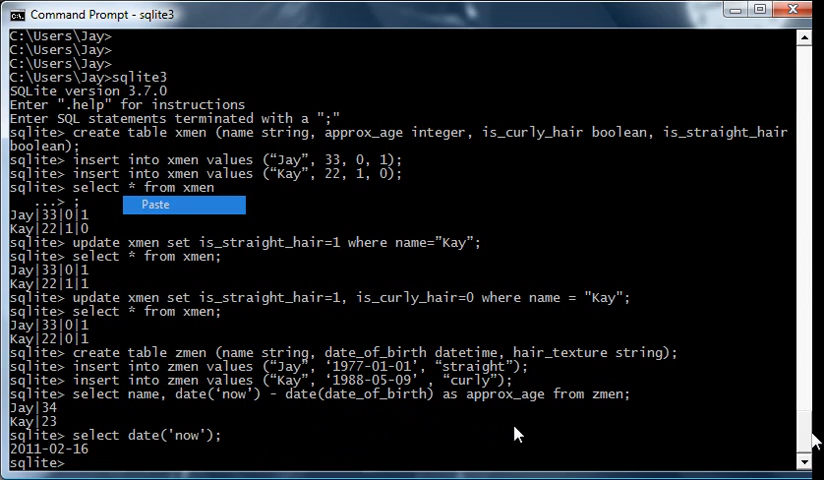 Command Prompt - sqlite3
C:\Users\Jay>
C:\Users\Jay>
C:\Users\Jay>
C:\Users\Jay>sqlite3
SQLite version 3.7.0
Enter ".help" for instructions
Enter SQL statements terminated with a ";"
sqlite> create table xmen (name string, approx_age integer, is_curly_hair boolean, is_straight_hair
boolean);
sqlite> insert into xmen values (“Jay”, 33, 0, 1);
sqlite> insert into xmen values (“Kay”, 22, 1, 0);
sqlite> select * from xmen
   ...> ;
Paste
Jay|33|0|1
Kay|22|1|0
sqlite> update xmen set is_straight_hair=1 where name=”Kay”;
sqlite> select * from xmen;
Jay|33|0|1
Kay|22|1|1
sqlite> update xmen set is_straight_hair=1, is_curly_hair=0 where name = "Kay";
sqlite> select * from xmen;
Jay|33|0|1
Kay|22|0|1
sqlite> create table zmen (name string, date_of_birth datetime, hair_texture string);
sqlite> insert into zmen values (“Jay”, ‘1977-01-01’, “straight”);
sqlite> insert into zmen values (“Kay”, ‘1988-05-09’ , “curly”);
sqlite> select name, date(‘now’) - date(date_of_birth) as approx_age from zmen;
Jay|34
Kay|23
sqlite> select date('now');
2011-02-16
sqlite>